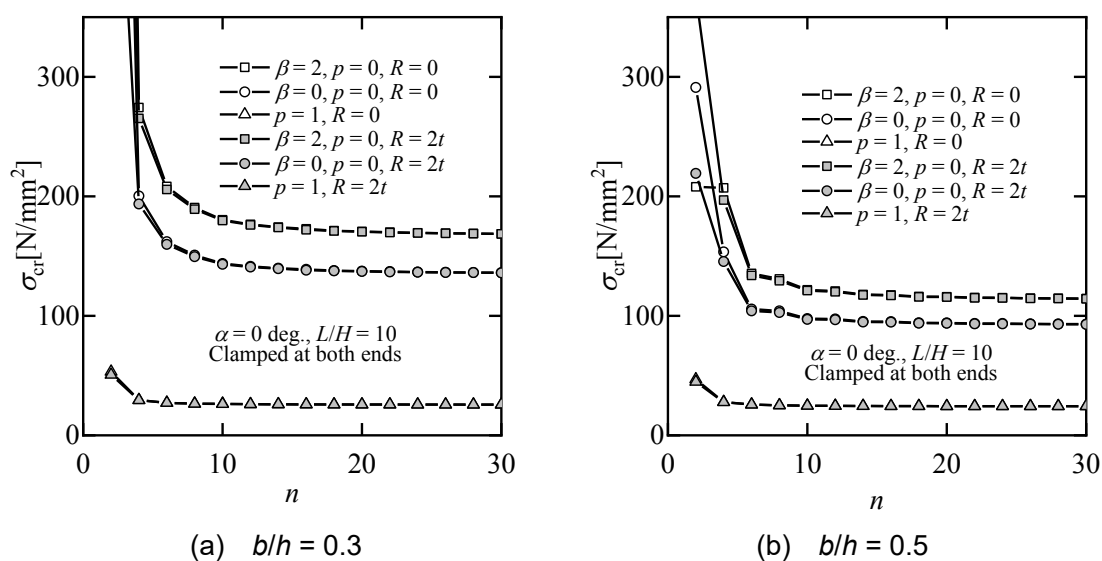 300
200
100
0
σcr[N/mm²]
β = 2, p = 0, R = 0
β = 0, p = 0, R = 0
p = 1, R = 0
β = 2, p = 0, R = 2t
β = 0, p = 0, R = 2t
p = 1, R = 2t
α = 0 deg., L/H = 10
Clamped at both ends
0 10 20 30
n
(a) b/h = 0.3
300
200
100
0
σcr[N/mm²]
β = 2, p = 0, R = 0
β = 0, p = 0, R = 0
p = 1, R = 0
β = 2, p = 0, R = 2t
β = 0, p = 0, R = 2t
p = 1, R = 2t
α = 0 deg., L/H = 10
Clamped at both ends
0 10 20 30
n
(b) b/h = 0.5